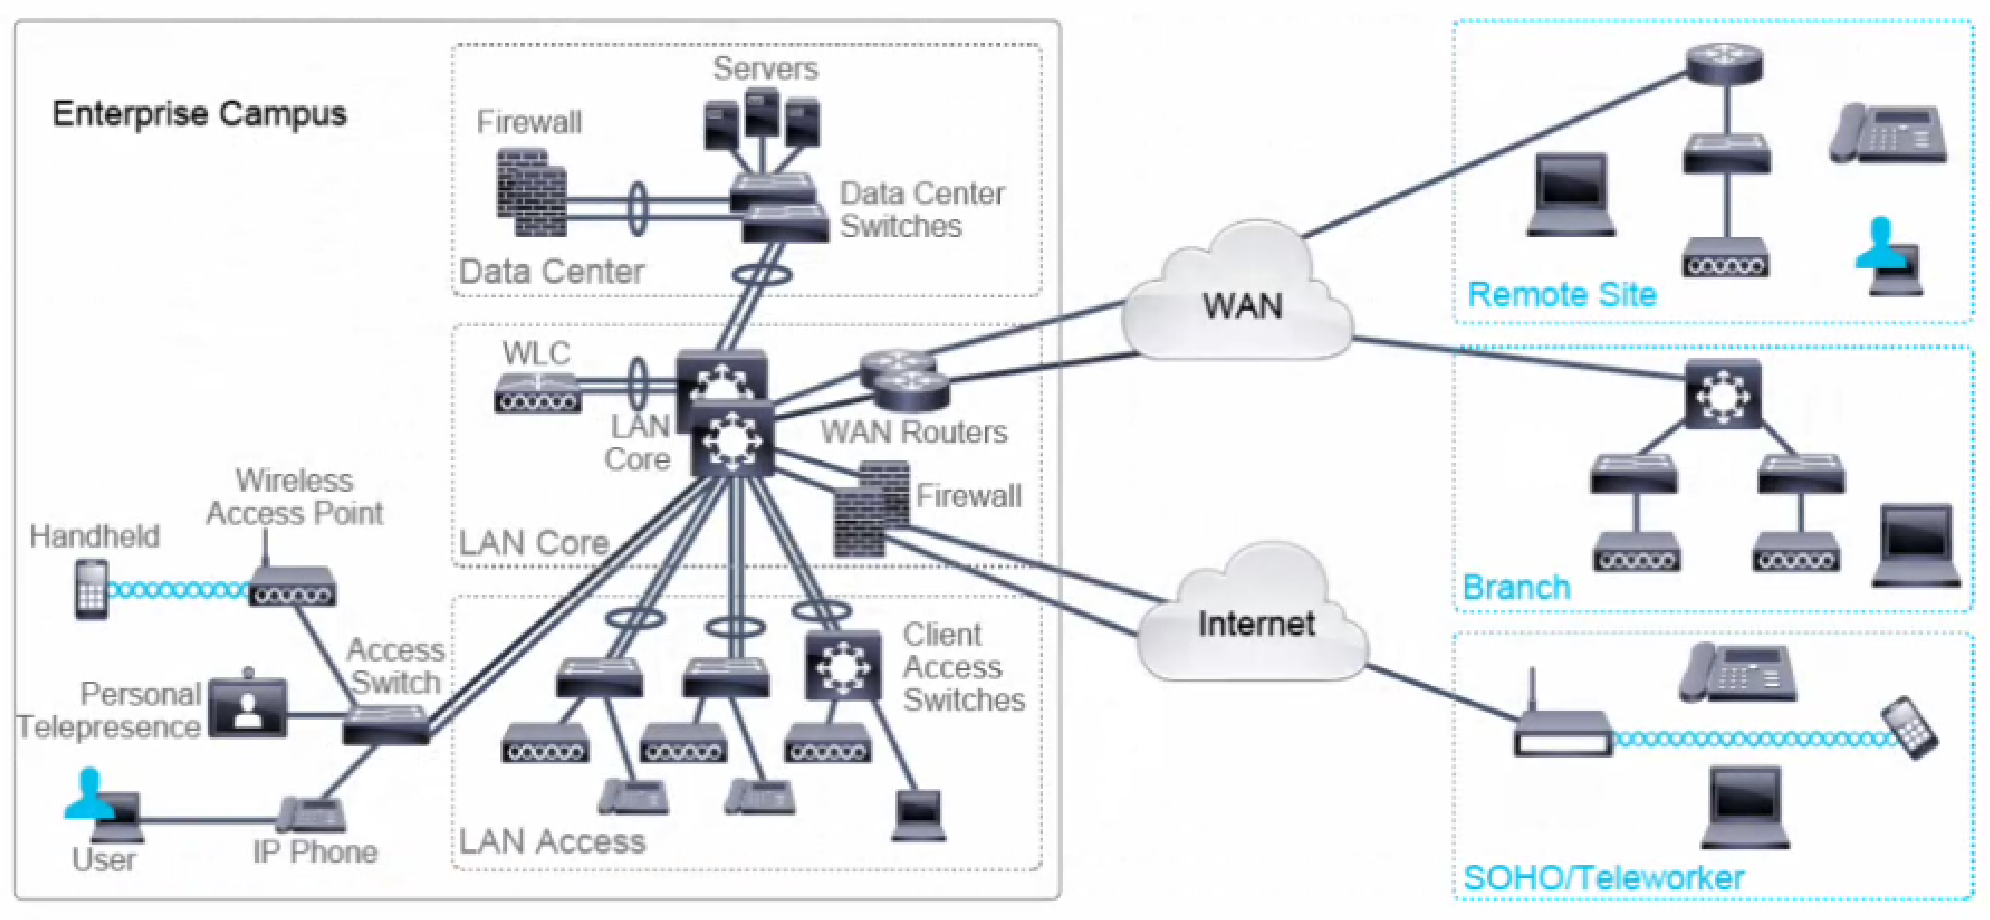 Enterprise Campus
Servers
Firewall
Data Center
Switches
Data Center
WLC
LAN
Core
WAN Routers
Firewall
LAN Core
Wireless
Access Point
Handheld
Access
Switch
Personal
Telepresence
User
IP Phone
Client
Access
Switches
LAN Access
WAN
Internet
Remote Site
Branch
SOHO/Teleworker